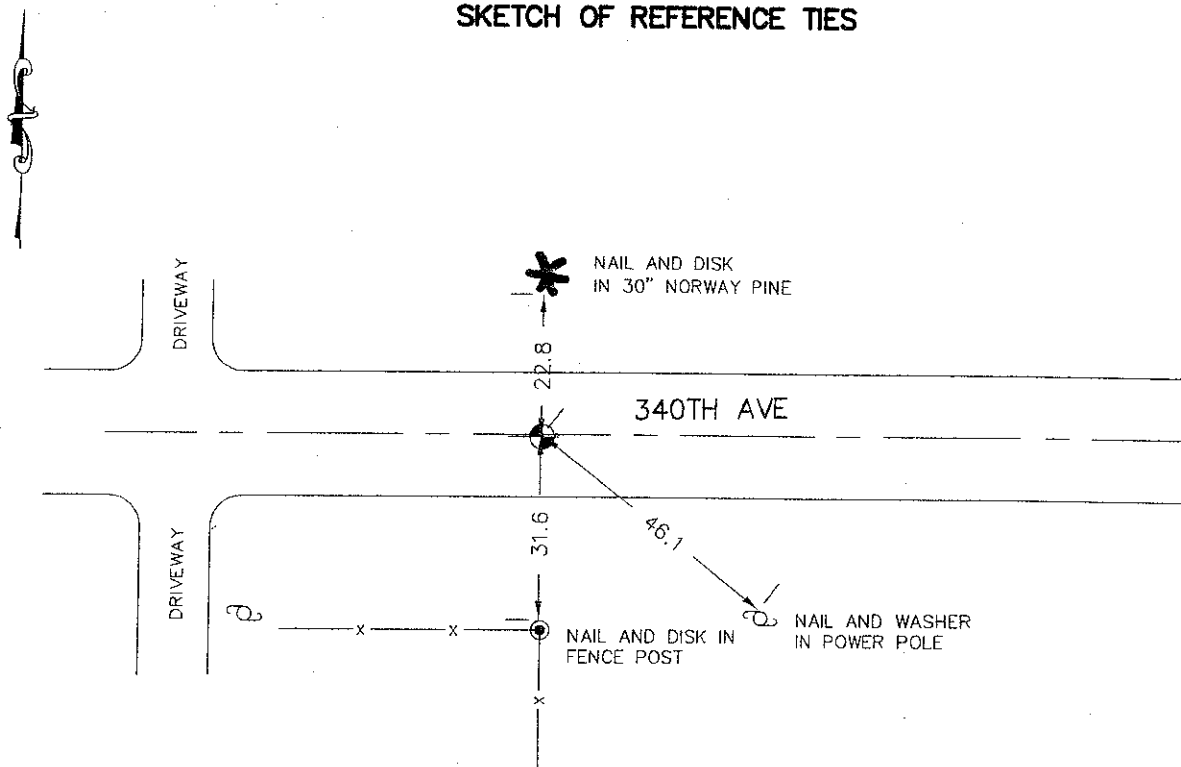 SKETCH OF REFERENCE TIES
DRIVEWAY
NAIL AND DISK
IN 30" NORWAY PINE
22.8
340TH AVE
31.6
46.1
DRIVEWAY
x x
NAIL AND DISK IN
FENCE POST
NAIL AND WASHER
IN POWER POLE
x